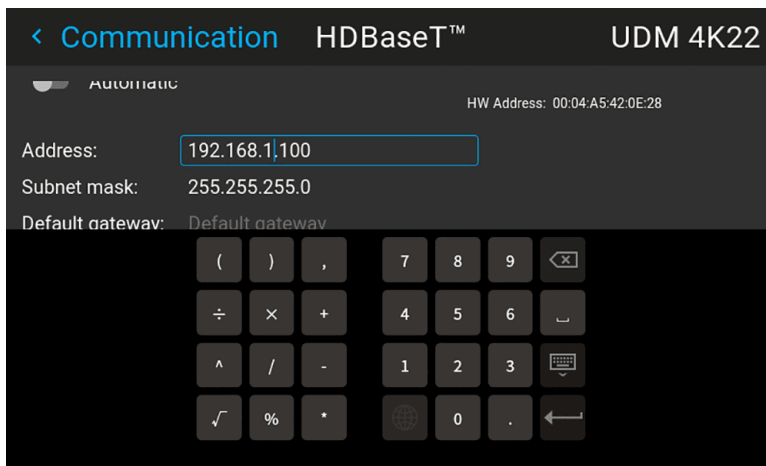 < Communication HDBaseT™ UDM 4K22
Automatic
HW Address: 00:04:A5:42:0E:28
Address: 192.168.1.100
Subnet mask: 255.255.255.0
Default gateway: Default gateway
( ) , 7 8 9
÷ × + 4 5 6
^ / - 1 2 3
√ % * 0 .